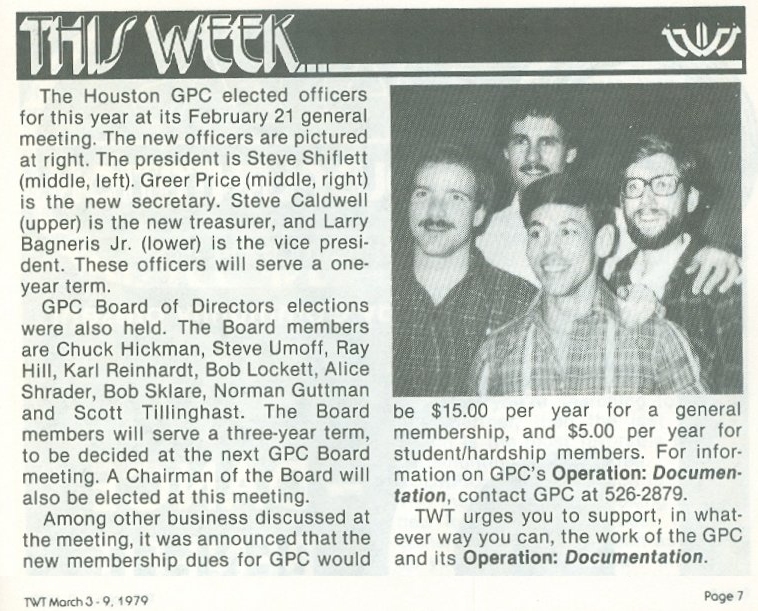 THIS WEEK...
TWT
The Houston GPC elected officers
for this year at its February 21 general
meeting. The new officers are pictured
at right. The president is Steve Shiflett
(middle, left). Greer Price (middle, right)
is the new secretary. Steve Caldwell
(upper) is the new treasurer, and Larry
Bagneris Jr. (lower) is the vice presi-
dent. These officers will serve a one-
year term.
GPC Board of Directors elections
were also held. The Board members
are Chuck Hickman, Steve Umoff, Ray
Hill, Karl Reinhardt, Bob Lockett, Alice
Shrader, Bob Sklare, Norman Guttman
and Scott Tillinghast. The Board
members will serve a three-year term,
to be decided at the next GPC Board
meeting. A Chairman of the Board will
also be elected at this meeting.
Among other business discussed at
the meeting, it was announced that the
new membership dues for GPC would
be $15.00 per year for a general
membership, and $5.00 per year for
student/hardship members. For infor-
mation on GPC's Operation: Documen-
tation, contact GPC at 526-2879.
TWT urges you to support, in what-
ever way you can, the work of the GPC
and its Operation: Documentation.
TWT March 3 - 9, 1979
Page 7